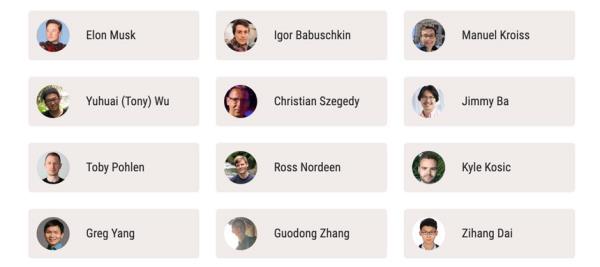 Elon Musk
Igor Babuschkin
Manuel Kroiss
Yuhuai (Tony) Wu
Christian Szegedy
Jimmy Ba
Toby Pohlen
Ross Nordeen
Kyle Kosic
Greg Yang
Guodong Zhang
Zihang Dai